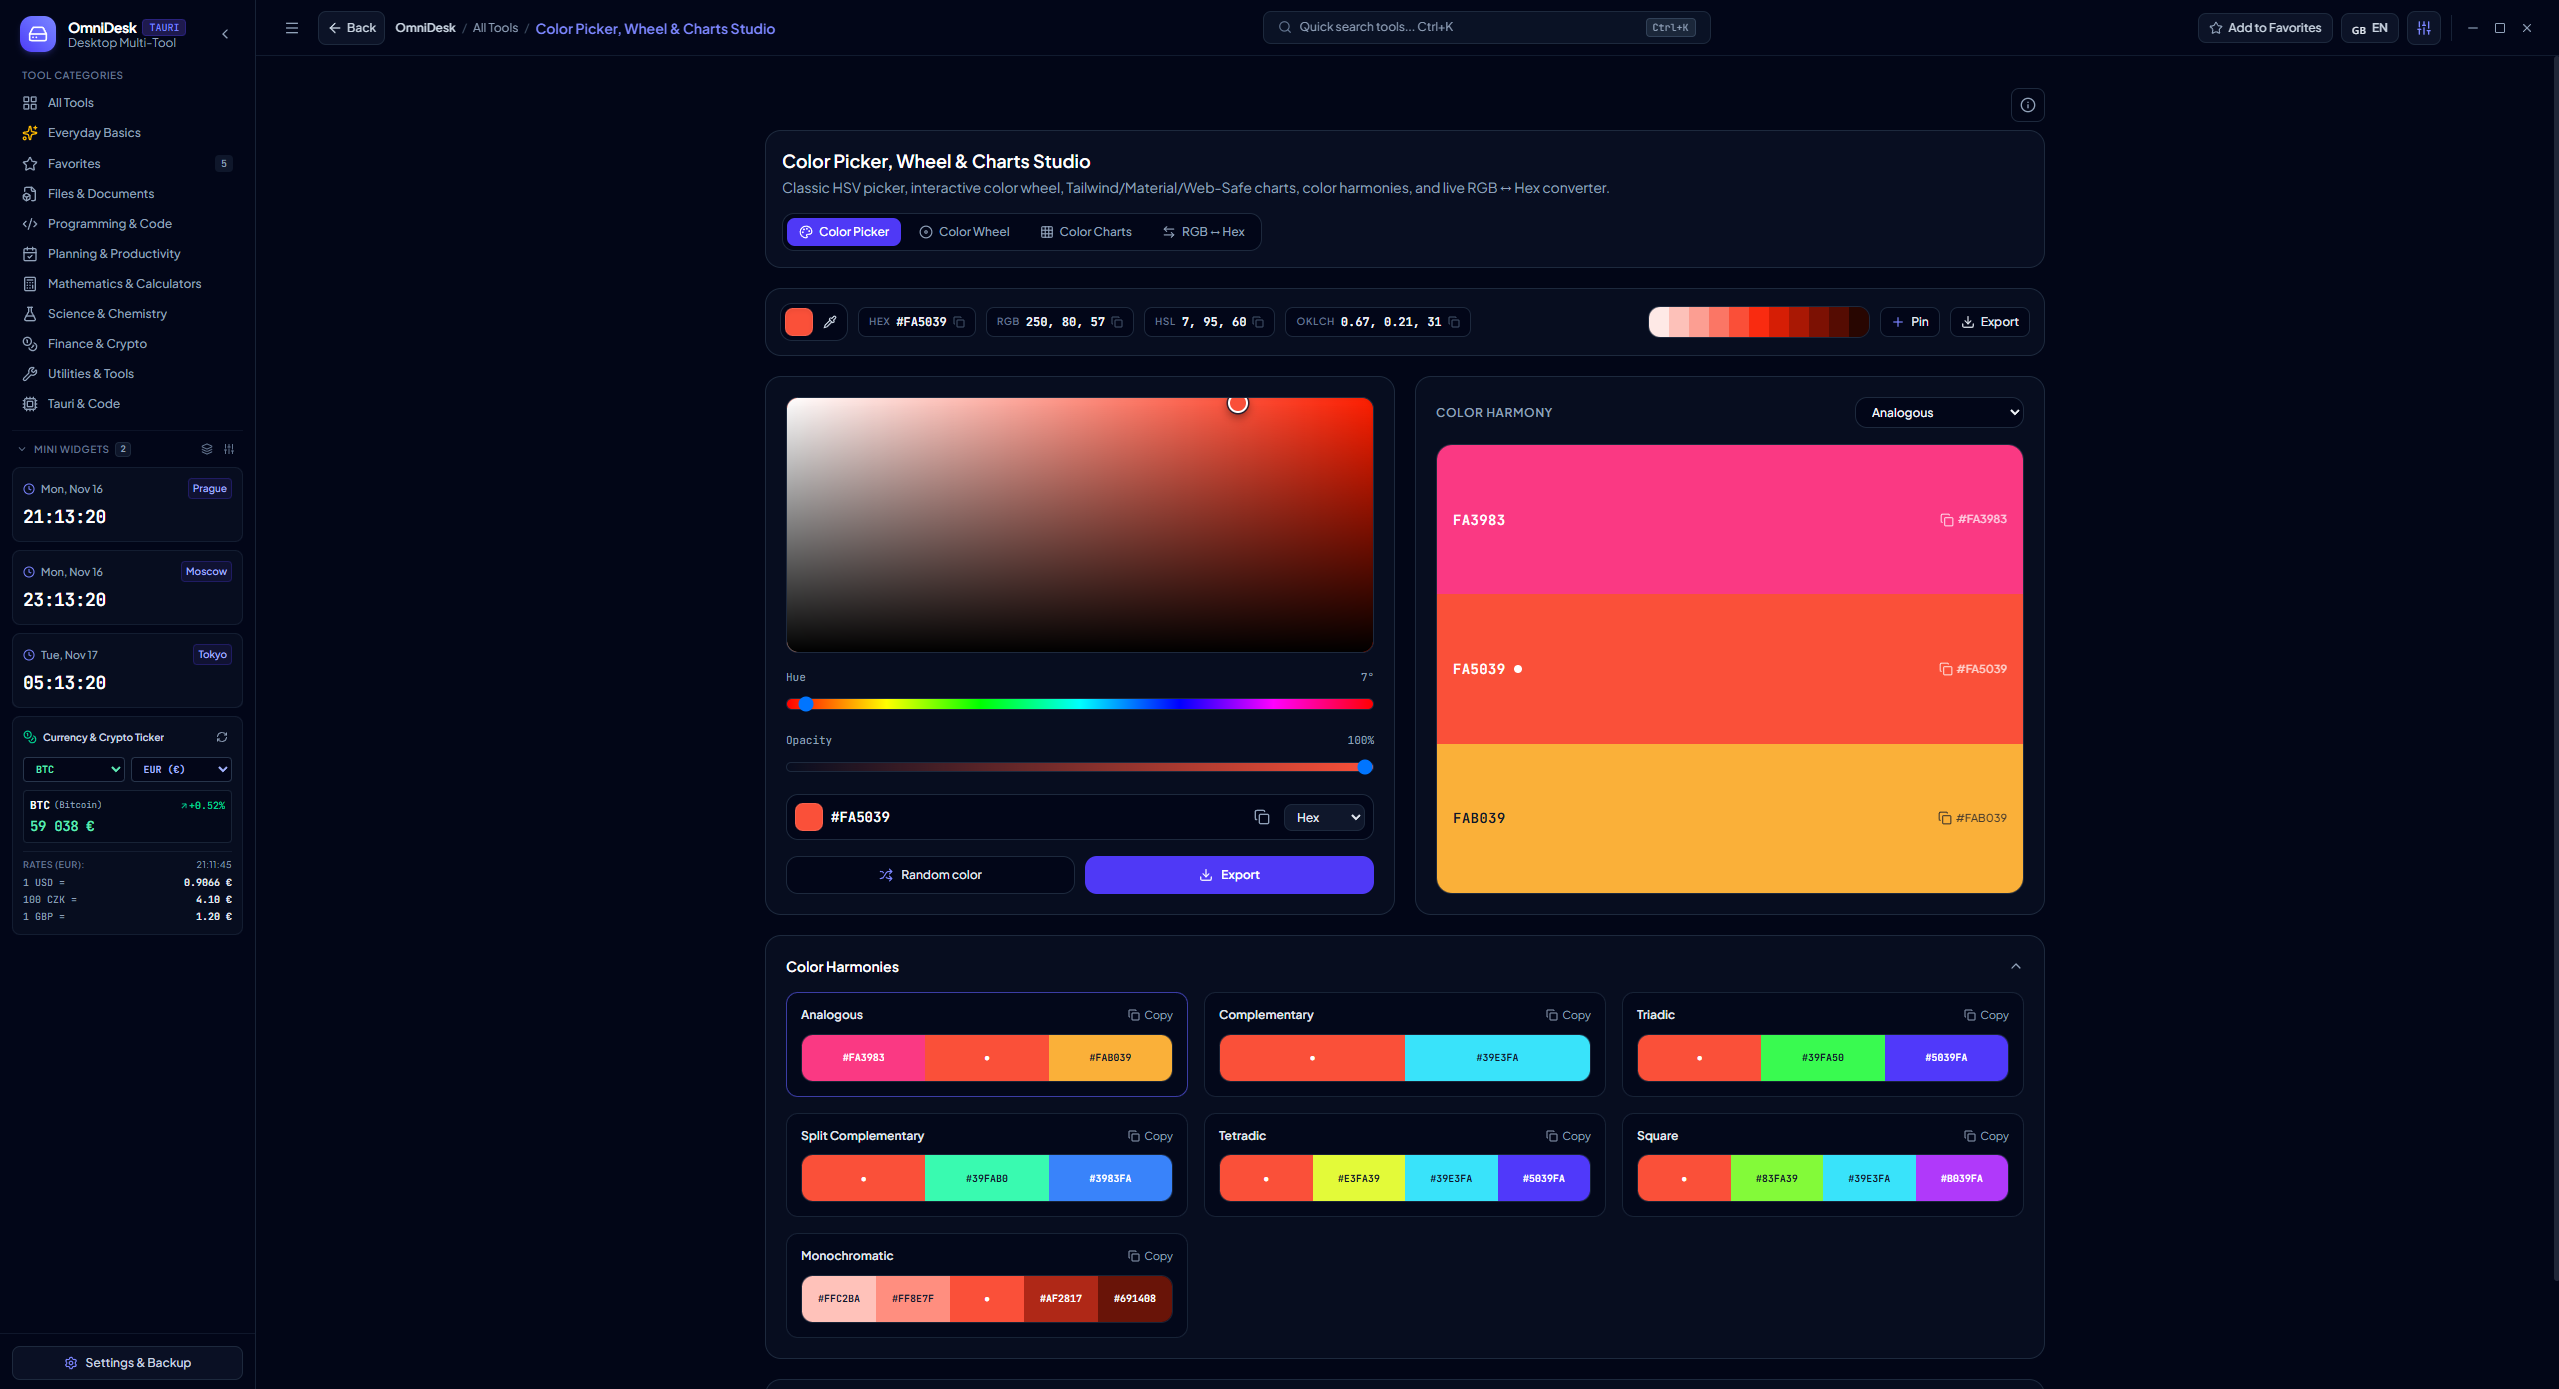 OmniDesk TAURI
Desktop Multi-Tool
TOOL CATEGORIES
All Tools
Everyday Basics
Favorites 5
Files & Documents
Programming & Code
Planning & Productivity
Mathematics & Calculators
Science & Chemistry
Finance & Crypto
Utilities & Tools
Tauri & Code
MINI WIDGETS 2
Mon, Nov 16 Prague
21:13:20
Mon, Nov 16 Moscow
23:13:20
Tue, Nov 17 Tokyo
05:13:20
Currency & Crypto Ticker
BTC EUR (€)
BTC (Bitcoin) +0.52%
59 038 €
RATES (EUR): 21:11:45
1 USD = 0.9066 €
100 CZK = 4.10 €
1 GBP = 1.20 €
Settings & Backup
Back OmniDesk / All Tools / Color Picker, Wheel & Charts Studio
Quick search tools... Ctrl+K Ctrl+K
Add to Favorites
GB EN
Color Picker, Wheel & Charts Studio
Classic HSV picker, interactive color wheel, Tailwind/Material/Web-Safe charts, color harmonies, and live RGB ↔ Hex converter.
Color Picker Color Wheel Color Charts RGB ↔ Hex
HEX #FA5039 RGB 250, 80, 57 HSL 7, 95, 60 OKLCH 0.67, 0.21, 31
Pin Export
Hue 7°
Opacity 100%
#FA5039 Hex
Random color Export
COLOR HARMONY Analogous
FA3983 #FA3983
FA5039 #FA5039
FAB039 #FAB039
Color Harmonies
Analogous Copy
#FA3983 #FAB039
Complementary Copy
#39E3FA
Triadic Copy
#39FA50 #5039FA
Split Complementary Copy
#39FAB0 #3983FA
Tetradic Copy
#E3FA39 #39E3FA #5039FA
Square Copy
#83FA39 #39E3FA #B039FA
Monochromatic Copy
#FFC2BA #FF8E7F #AF2817 #691408